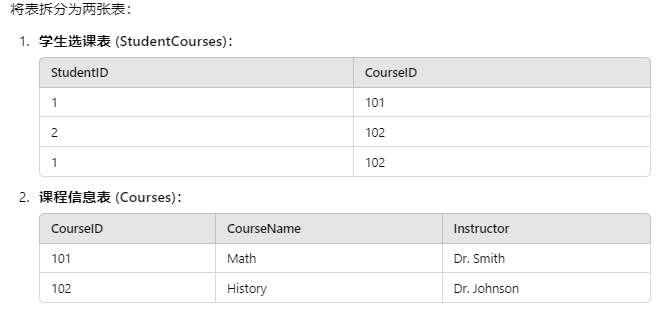 将表拆分为两张表：
1. 学生选课表 (StudentCourses)：
StudentID CourseID
1 101
2 102
1 102
2. 课程信息表 (Courses)：
CourseID CourseName Instructor
101 Math Dr. Smith
102 History Dr. Johnson